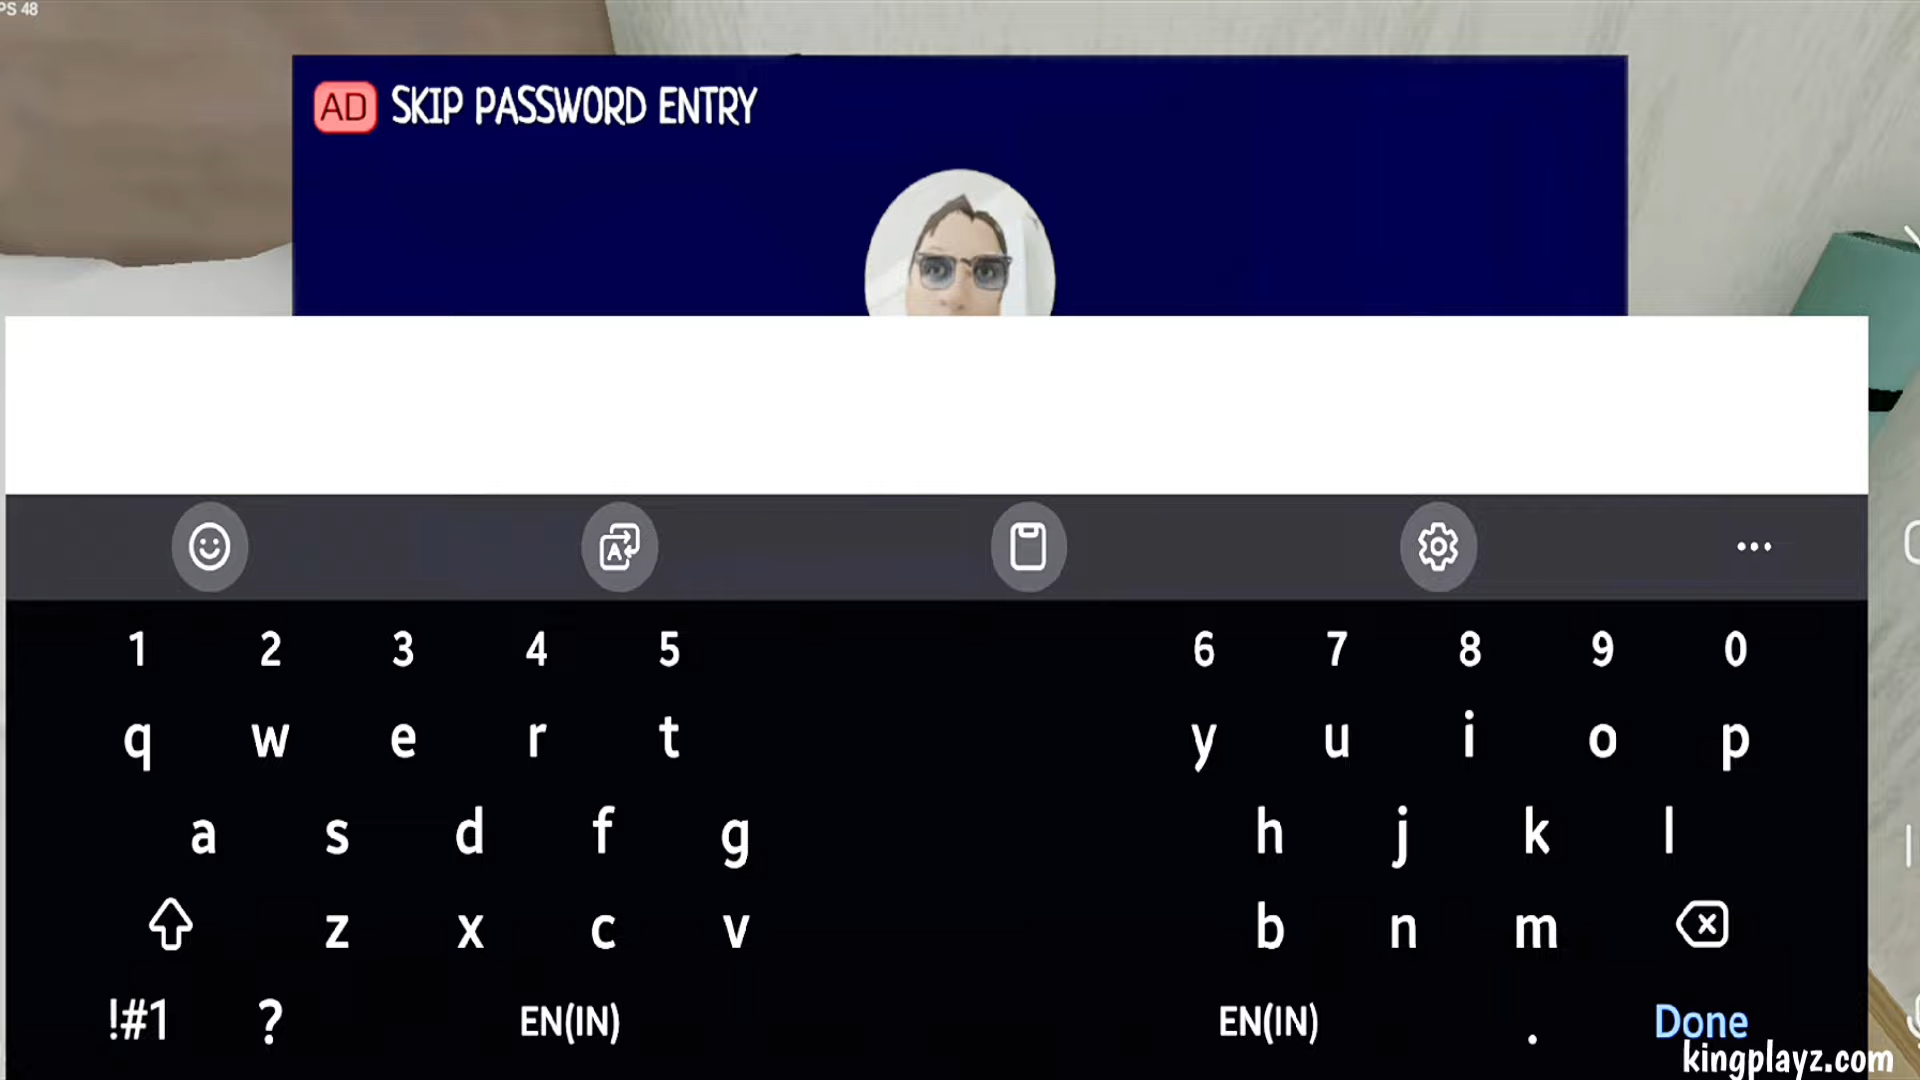 PS 48
AD SKIP PASSWORD ENTRY
1 2 3 4 5 6 7 8 9 0
q w e r t y u i o p
a s d f g h j k l
z x c v b n m
!#1 ? EN(IN) EN(IN) . Done
kingplayz.com